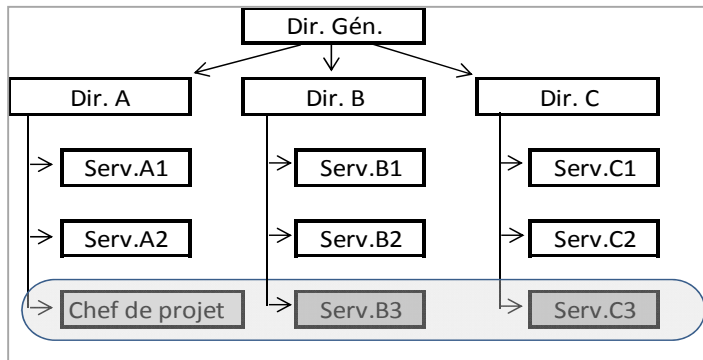 Dir. Gén.
Dir. A
Dir. B
Dir. C
Serv.A1
Serv.B1
Serv.C1
Serv.A2
Serv.B2
Serv.C2
Chef de projet
Serv.B3
Serv.C3